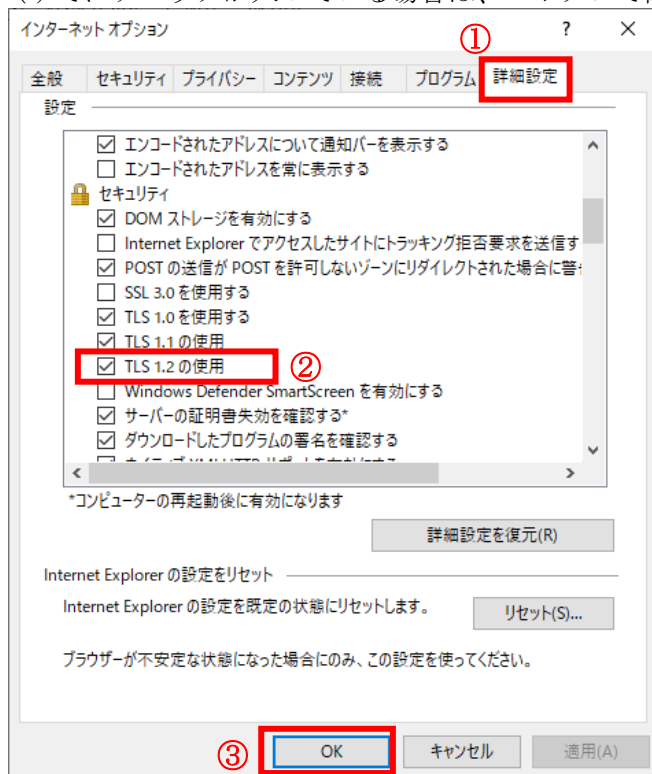 インターネット オプション ? ×
①
全般 セキュリティ プライバシー コンテンツ 接続 プログラム 詳細設定
設定
エンコードされたアドレスについて通知バーを表示する
エンコードされたアドレスを常に表示する
セキュリティ
DOM ストレージを有効にする
Internet Explorer でアクセスしたサイトにトラッキング拒否要求を送信す
POST の送信が POST を許可しないゾーンにリダイレクトされた場合に警
SSL 3.0 を使用する
TLS 1.0 を使用する
TLS 1.1 の使用
TLS 1.2 の使用 ②
Windows Defender SmartScreen を有効にする
サーバーの証明書失効を確認する*
ダウンロードしたプログラムの署名を確認する
*コンピューターの再起動後に有効になります
詳細設定を復元(R)
Internet Explorer の設定をリセット
Internet Explorer の設定を既定の状態にリセットします。 リセット(S)...
ブラウザーが不安定な状態になった場合にのみ、この設定を使ってください。
③ OK キャンセル 適用(A)